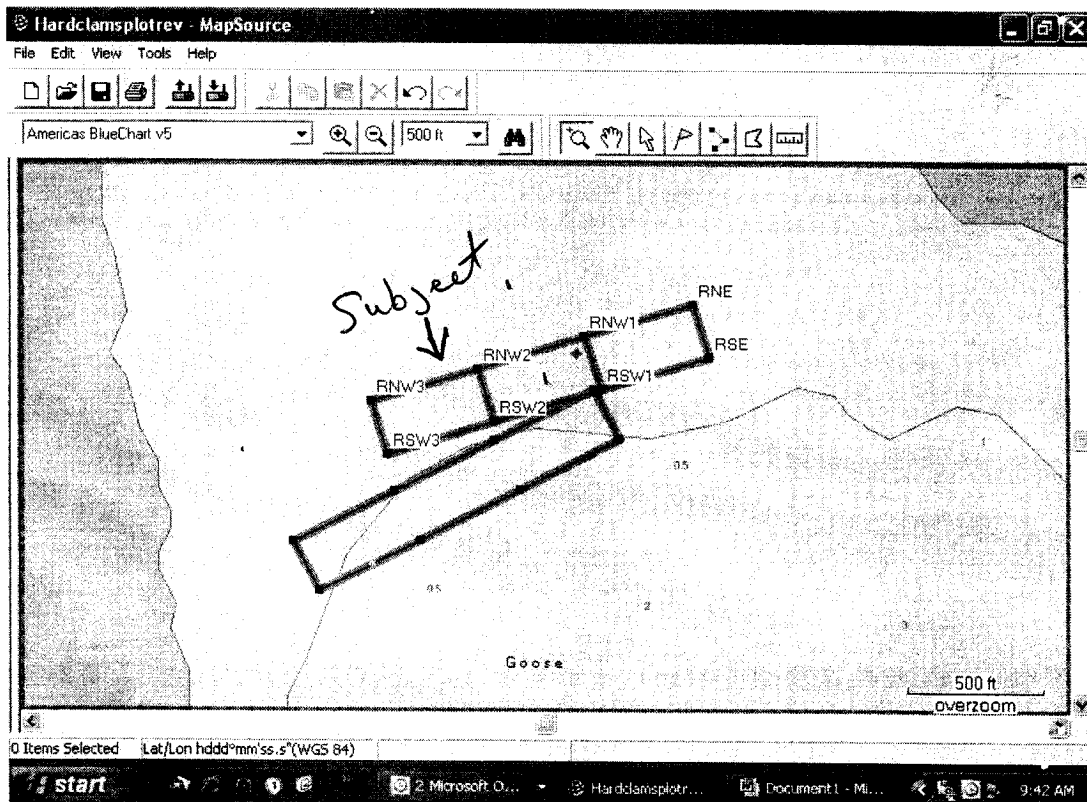 Hardclamsplotrev - MapSource
File Edit View Tools Help
Americas BlueChart v5
500 ft
Subject.
RNE
RNW1
RSE
RNW2
RSW1
RNW3
RSW2
RSW3
0.5
0.5
2
3
Goose
500 ft
overzoom
0 Items Selected Lat/Lon hddd°mm'ss.s"(WGS 84)
start 2 Microsoft O... Hardclamsplotr... Document1 - Mi... 9:42 AM